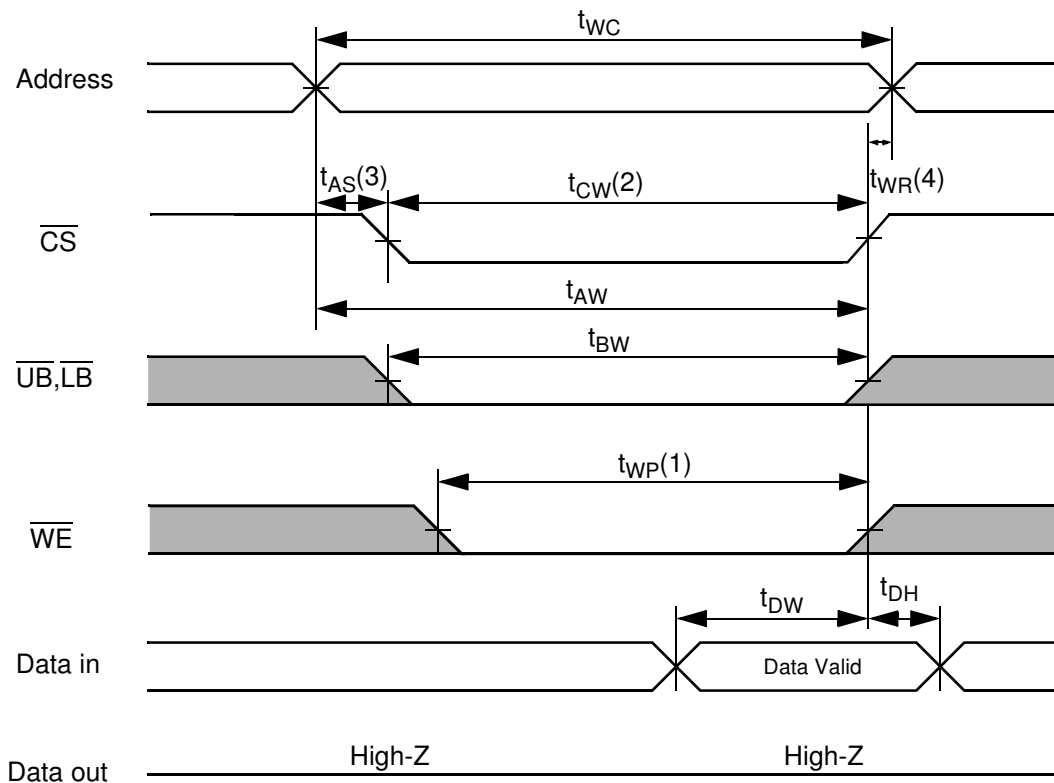 tWC
Address
tAS(3)
tCW(2)
tWR(4)
CS
tAW
tBW
UB,LB
tWP(1)
WE
tDW
tDH
Data in
Data Valid
High-Z
High-Z
Data out